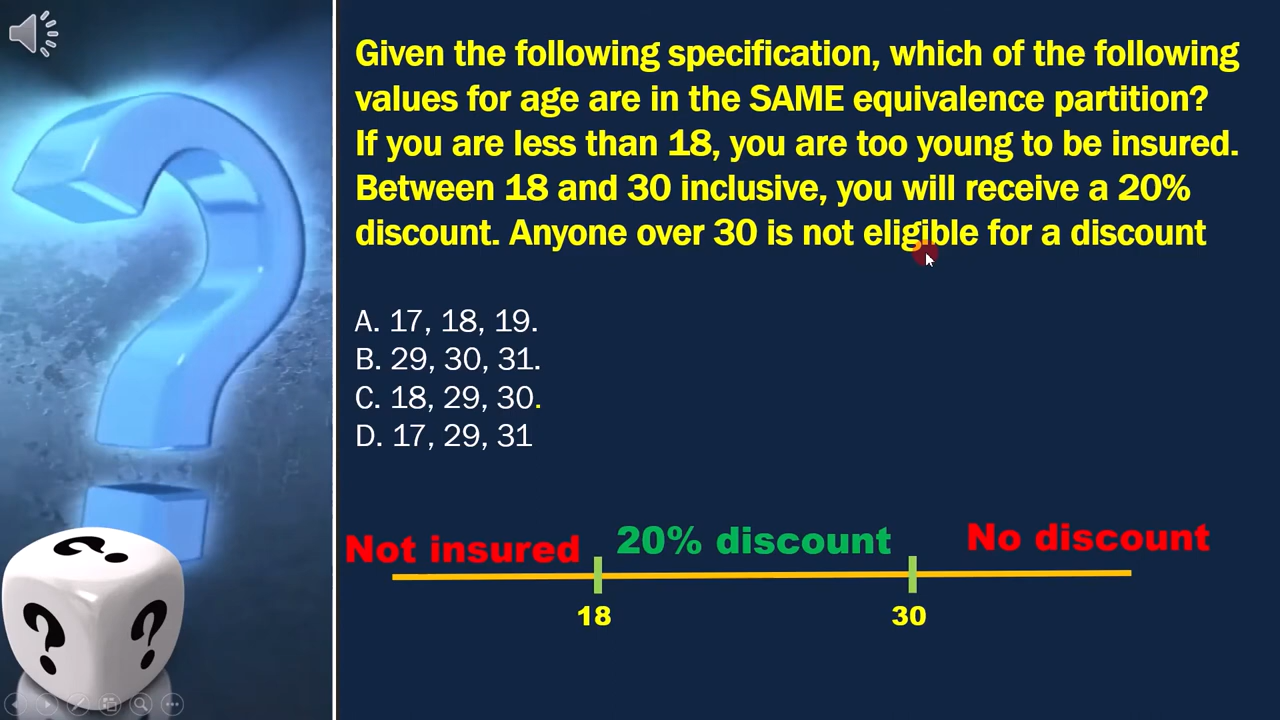 Given the following specification, which of the following
values for age are in the SAME equivalence partition?
If you are less than 18, you are too young to be insured.
Between 18 and 30 inclusive, you will receive a 20%
discount. Anyone over 30 is not eligible for a discount
A. 17, 18, 19.
B. 29, 30, 31.
C. 18, 29, 30.
D. 17, 29, 31
Not insured 20% discount No discount
18 30
? ? ?